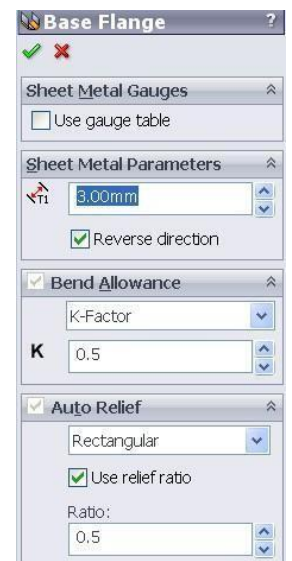 Base Flange ?
Sheet Metal Gauges
Use gauge table
Sheet Metal Parameters
T1 3.00mm
Reverse direction
Bend Allowance
K-Factor
K 0.5
Auto Relief
Rectangular
Use relief ratio
Ratio:
0.5